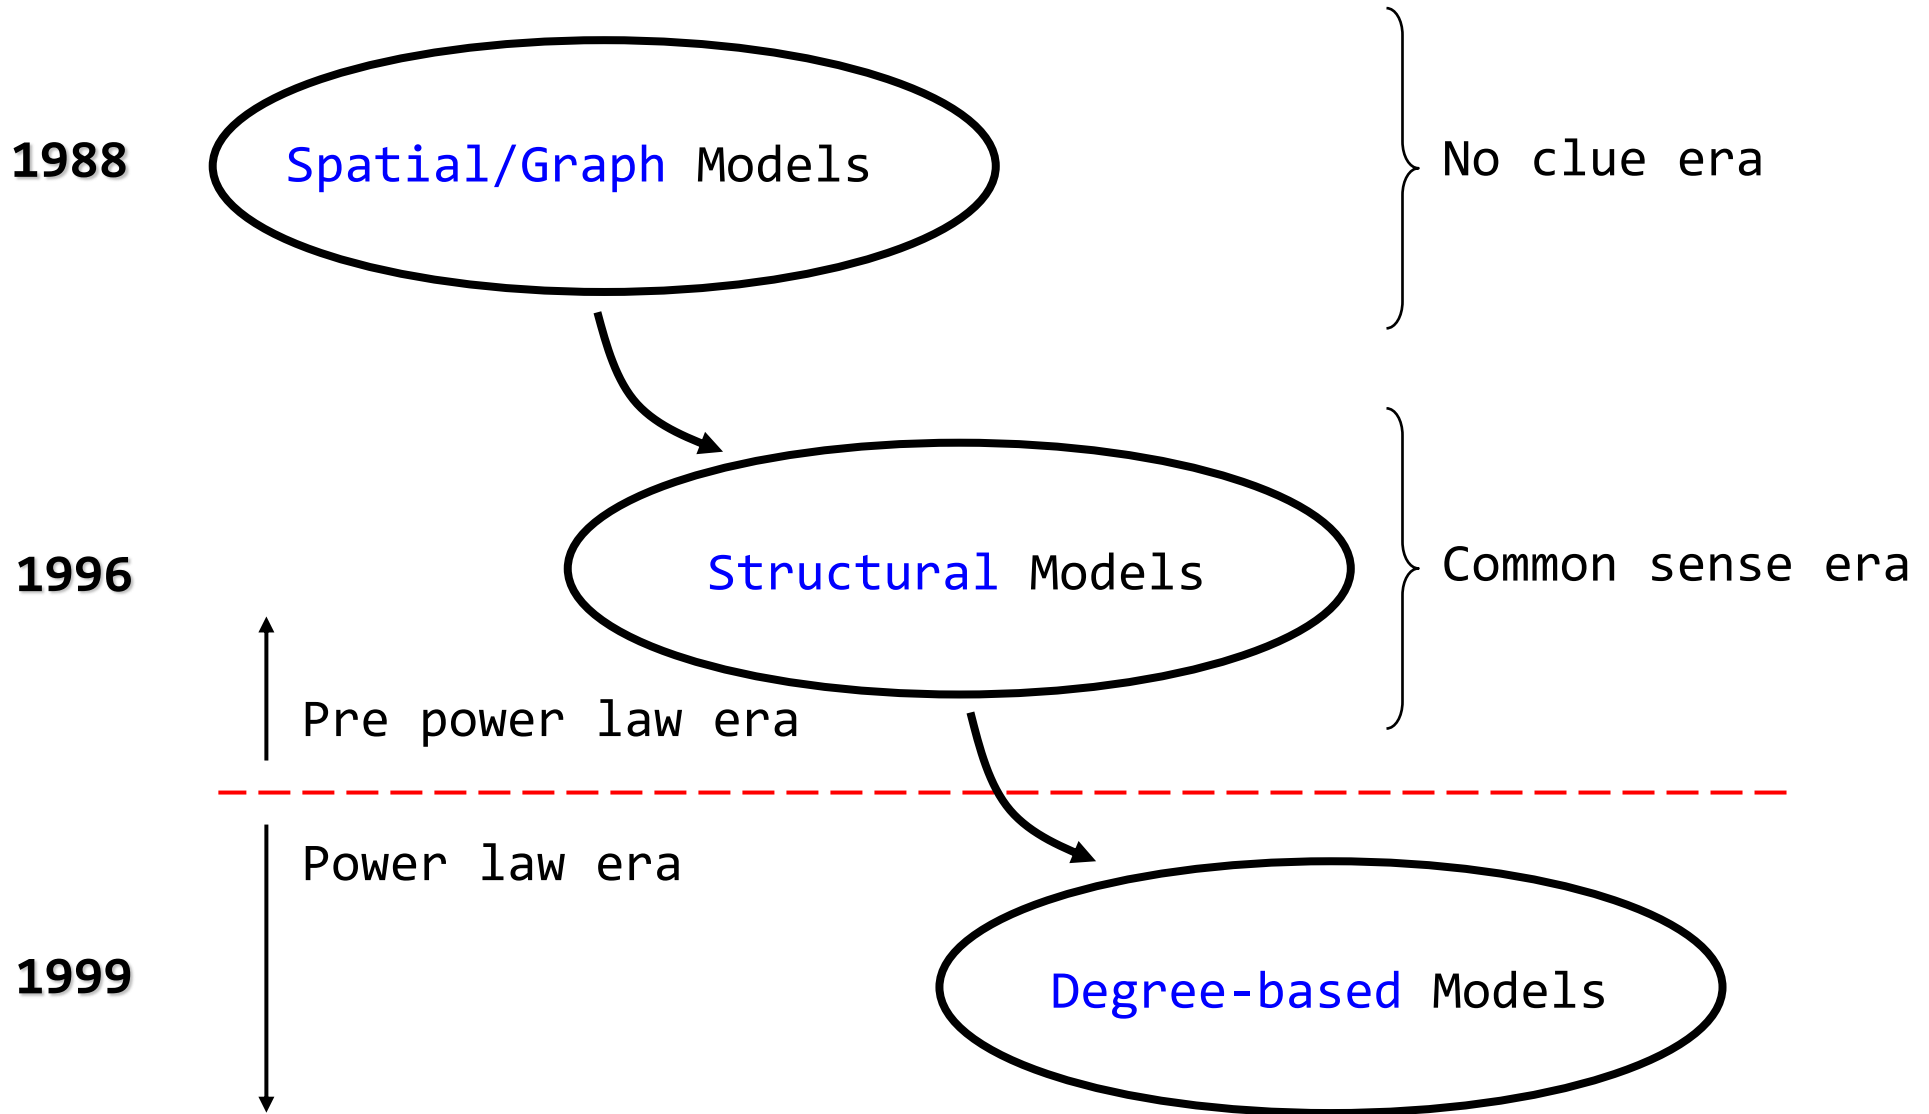 1988
Spatial/Graph Models
No clue era
1996
Structural Models
Common sense era
Pre power law era
Power law era
1999
Degree-based Models